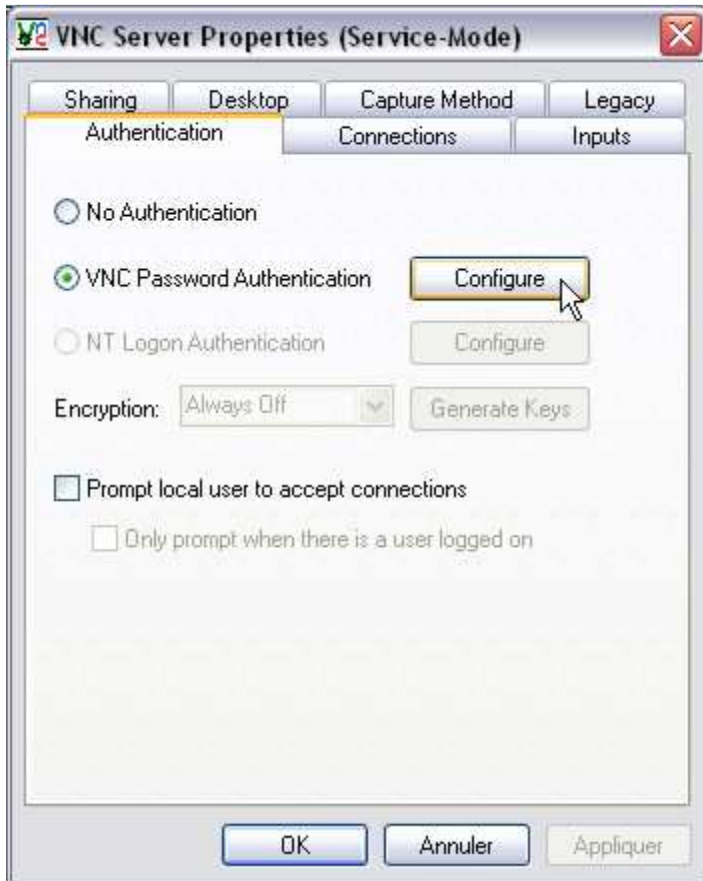 VNC Server Properties (Service-Mode)
Sharing Desktop Capture Method Legacy
Authentication Connections Inputs
No Authentication
VNC Password Authentication Configure
NT Logon Authentication Configure
Encryption: Always Off Generate Keys
Prompt local user to accept connections
Only prompt when there is a user logged on
OK Annuler Appliquer